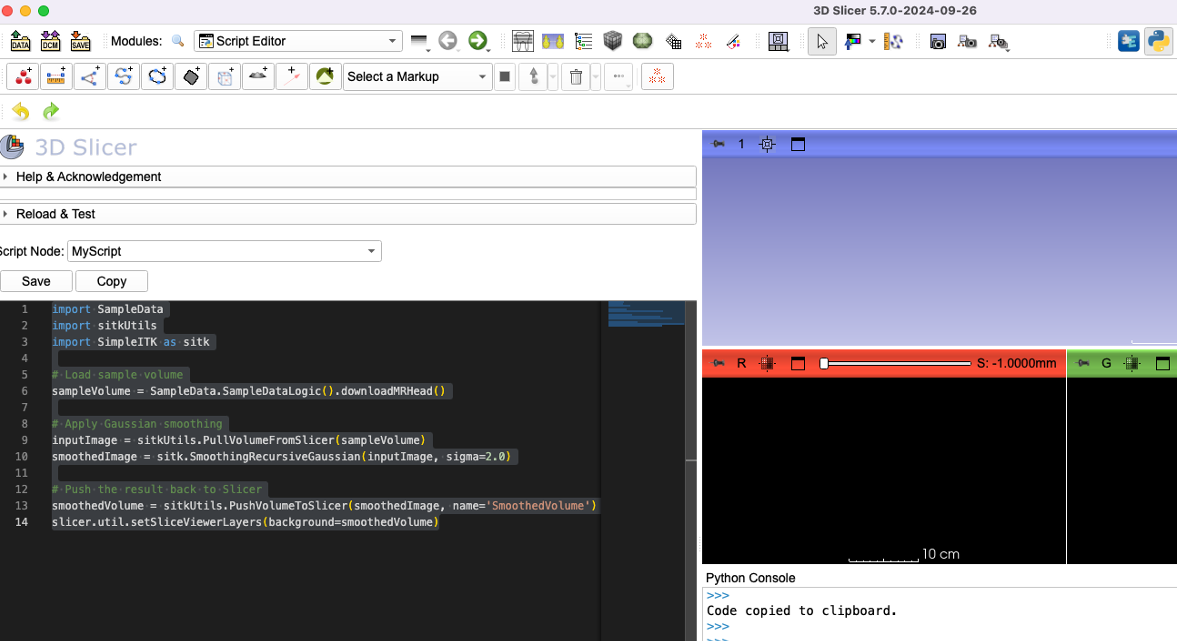 3D Slicer 5.7.0-2024-09-26
DATA DCM SAVE Modules: Script Editor
Select a Markup
3D Slicer
Help & Acknowledgement
Reload & Test
Script Node: MyScript
Save Copy
1 import SampleData
2 import sitkUtils
3 import SimpleITK as sitk
4
5 # Load sample volume
6 sampleVolume = SampleData.SampleDataLogic().downloadMRHead()
7
8 # Apply Gaussian smoothing
9 inputImage = sitkUtils.PullVolumeFromSlicer(sampleVolume)
10 smoothedImage = sitk.SmoothingRecursiveGaussian(inputImage, sigma=2.0)
11
12 # Push the result back to Slicer
13 smoothedVolume = sitkUtils.PushVolumeToSlicer(smoothedImage, name='SmoothedVolume')
14 slicer.util.setSliceViewerLayers(background=smoothedVolume)
1
R S: -1.0000mm G
10 cm
Python Console
>>>
Code copied to clipboard.
>>>
>>>